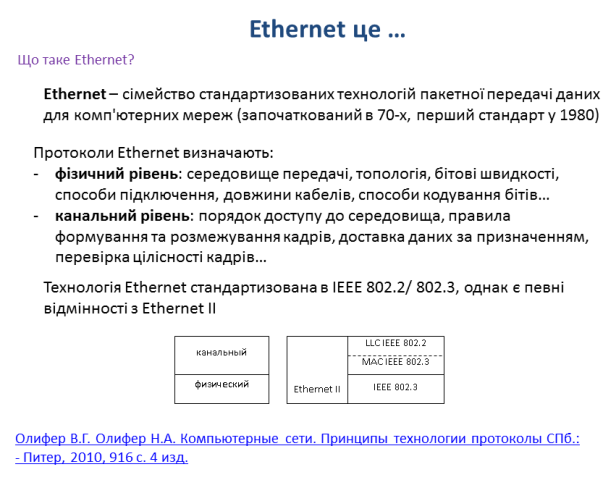 Ethernet це ...
Що таке Ethernet?
Ethernet – сімейство стандартизованих технологій пакетної передачі даних
для комп'ютерних мереж (започаткований в 70-х, перший стандарт у 1980)
Протоколи Ethernet визначають:
- фізичний рівень: середовище передачі, топологія, бітові швидкості,
способи підключення, довжини кабелів, способи кодування бітів...
- канальний рівень: порядок доступу до середовища, правила
формування та розмежування кадрів, доставка даних за призначенням,
перевірка цілісності кадрів...
Технологія Ethernet стандартизована в IEEE 802.2/ 802.3, однак є певні
відмінності з Ethernet II
канальный
физический
Ethernet II
LLC IEEE 802.2
MAC IEEE 802.3
IEEE 802.3
Олифер В.Г. Олифер Н.А. Компьютерные сети. Принципы технологии протоколы СПб.:
- Питер, 2010, 916 с. 4 изд.